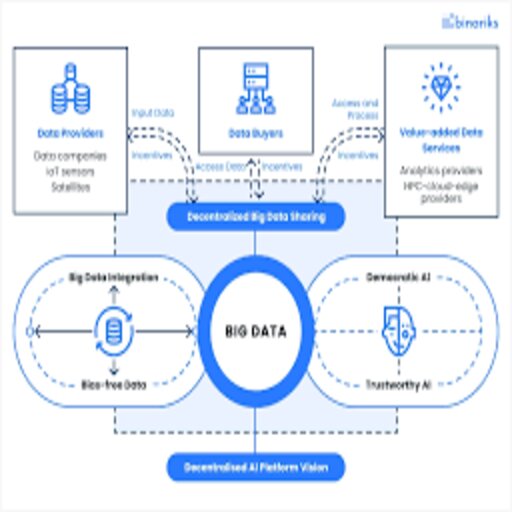 binariks
Data Providers
Data companies
IoT sensors
Satellites
Input Data
Incentives
Data Buyers
Access Data
Incentives
Access and
Process
Incentives
Value-added Data
Services
Analytics providers
HPC-cloud-edge
providers
Decentralized Big Data Sharing
Big Data Integration
Bias-free Data
BIG DATA
Democratic AI
Trustworthy AI
Decentralised AI Platform Vision